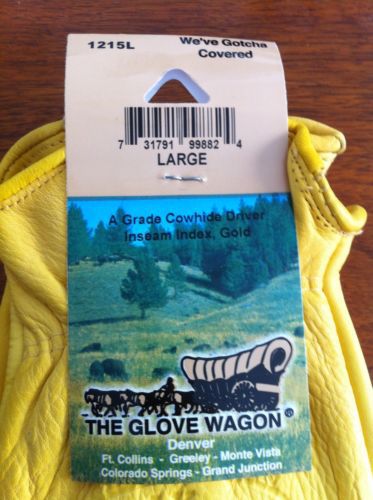 1215L
We've Gotcha
Covered
7 31791 99882 4
LARGE
A Grade Cowhide Driver
Inseam Index, Gold
THE GLOVE WAGON ®
Denver
Ft. Collins - Greeley - Monte Vista
Colorado Springs - Grand Junction